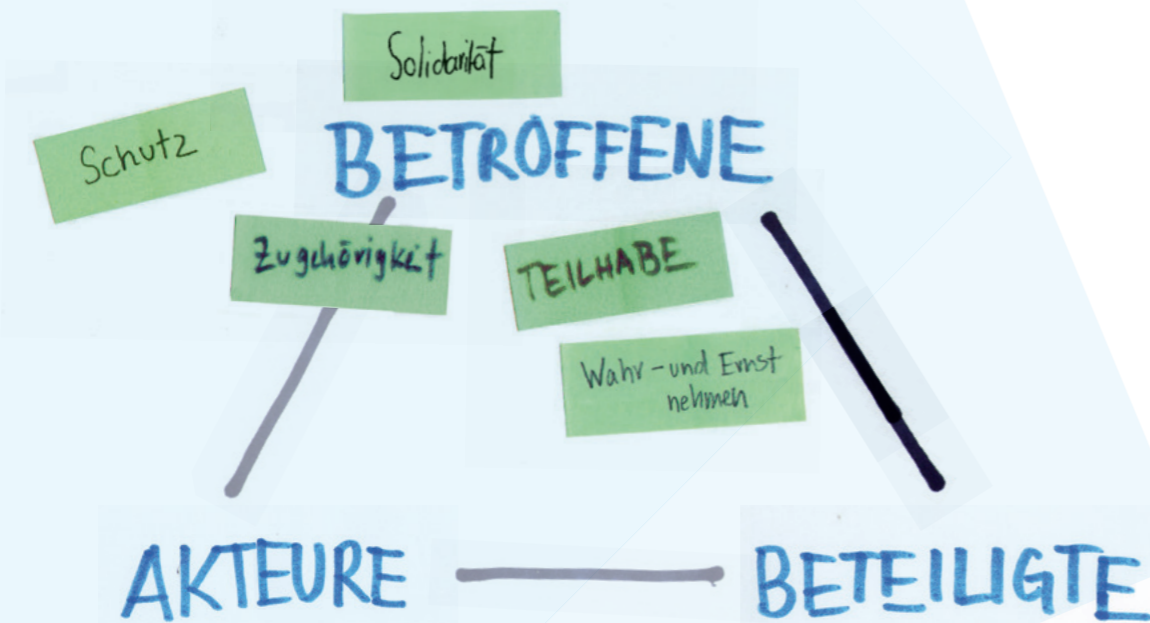 Solidarität
Schutz
BETROFFENE
Zugehörigkeit
TEILHABE
Wahr-und Ernst
nehmen
AKTEURE
BETEILIGTE